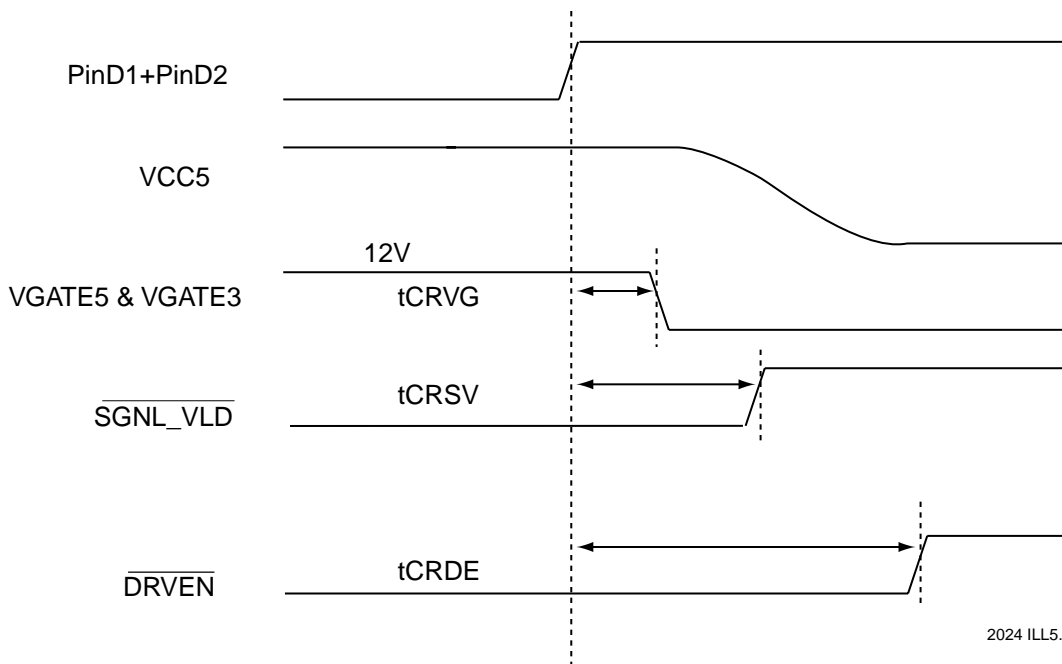 PinD1+PinD2
VCC5
12V
VGATE5 & VGATE3
tCRVG
tCRSV
SGNL_VLD
tCRDE
DRVEN
2024 ILL5.